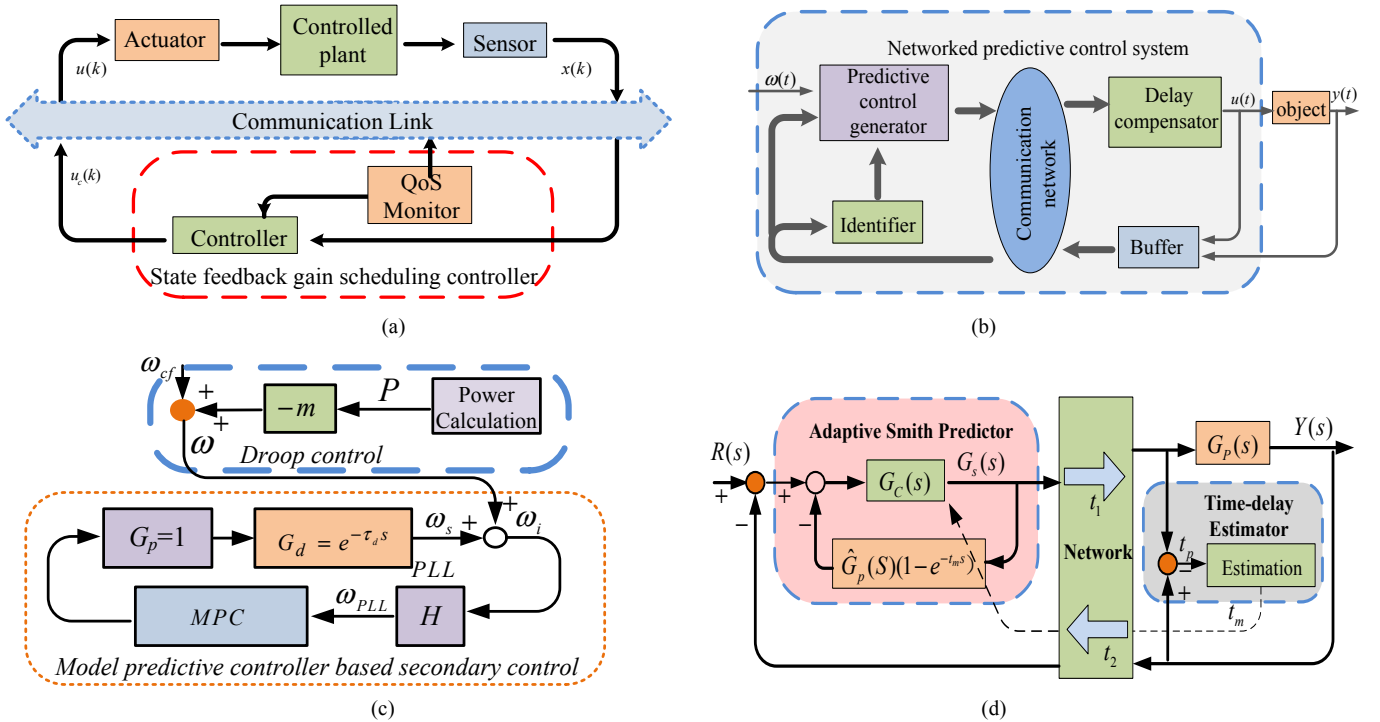 Actuator
Controlled
plant
Sensor
u(k)
x(k)
Communication Link
u_c(k)
QoS
Monitor
Controller
State feedback gain scheduling controller
(a)
Networked predictive control system
ω(t)
Predictive
control
generator
Communication
network
Delay
compensator
u(t)
object
y(t)
Identifier
Buffer
(b)
ω_cf
+
+
-m
P
Power
Calculation
ω
Droop control
+
G_p=1
G_d = e^{-τ_d s}
ω_s
+
ω_i
PLL
MPC
ω_PLL
H
Model predictive controller based secondary control
(c)
Adaptive Smith Predictor
R(s)
+
−
+
−
G_C(s)
G_s(s)
Ĝ_p(S)(1-e^{-t_m s})
Network
t_1
t_2
G_P(s)
Y(s)
Time-delay
Estimator
t_p
−
+
Estimation
t_m
(d)